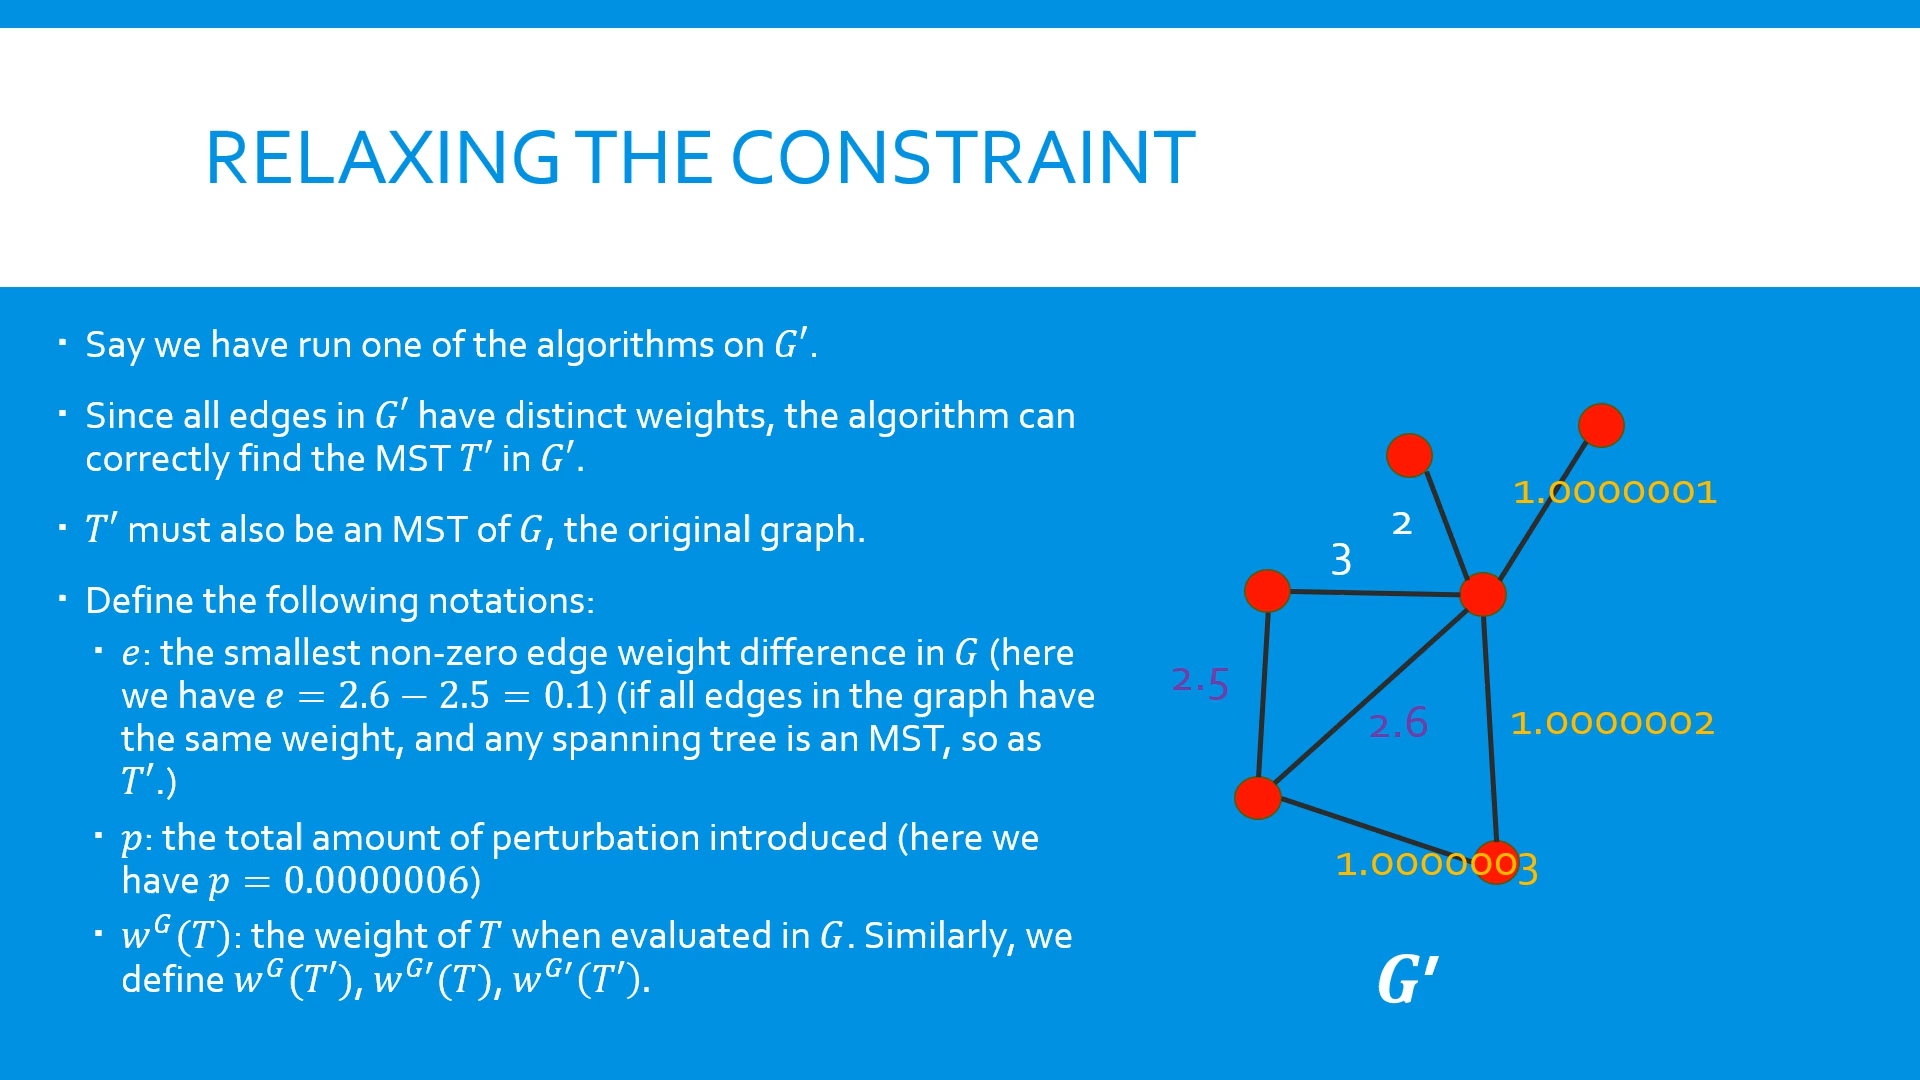 RELAXING THE CONSTRAINT
▪ Say we have run one of the algorithms on G′.
▪ Since all edges in G′ have distinct weights, the algorithm can
correctly find the MST T′ in G′.
▪ T′ must also be an MST of G, the original graph.
▪ Define the following notations:
▪ e: the smallest non-zero edge weight difference in G (here
we have e = 2.6 − 2.5 = 0.1) (if all edges in the graph have
the same weight, and any spanning tree is an MST, so as
T′.)
▪ p: the total amount of perturbation introduced (here we
have p = 0.0000006)
▪ w^G(T): the weight of T when evaluated in G. Similarly, we
define w^G(T′), w^G′(T), w^G′(T′).
1.0000001
2
3
2.5
2.6
1.0000002
1.0000003
G′